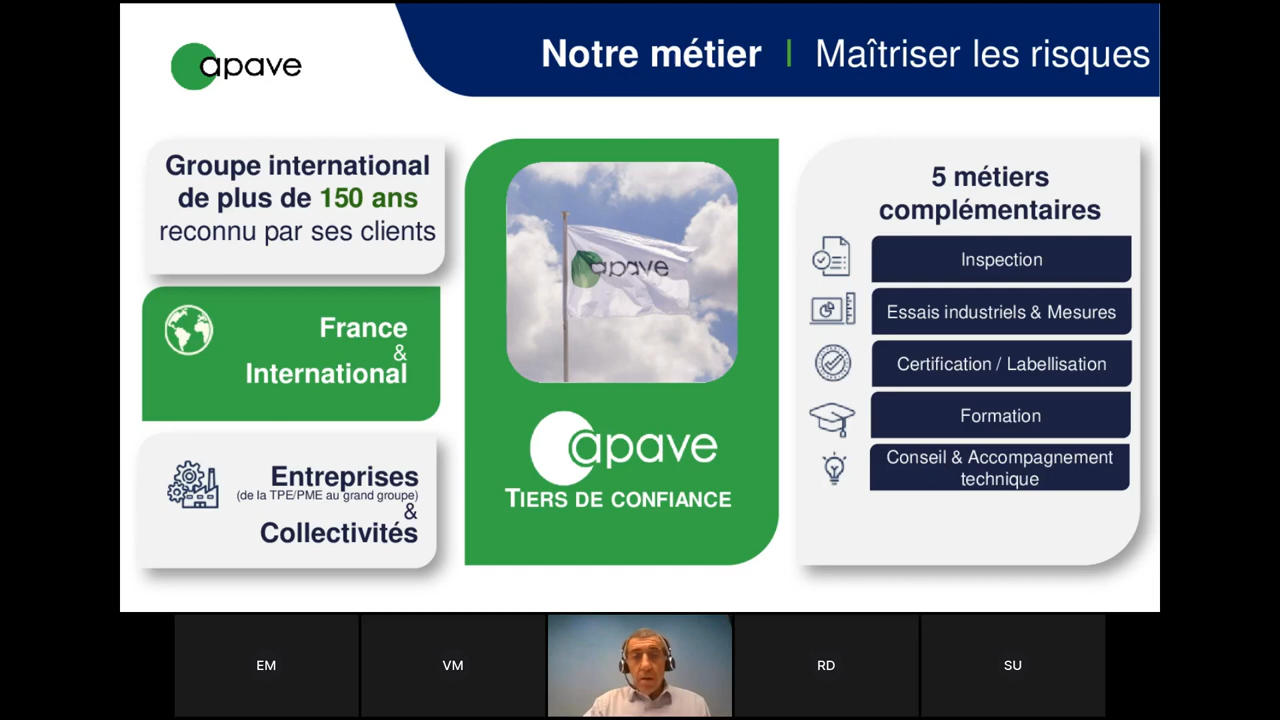 apave
Notre métier | Maîtriser les risques
Groupe international
de plus de 150 ans
reconnu par ses clients
France
&
International
Entreprises
(de la TPE/PME au grand groupe)
&
Collectivités
apave
apave
TIERS DE CONFIANCE
5 métiers
complémentaires
Inspection
Essais industriels & Mesures
Certification / Labellisation
Formation
Conseil & Accompagnement
technique
EM
VM
RD
SU